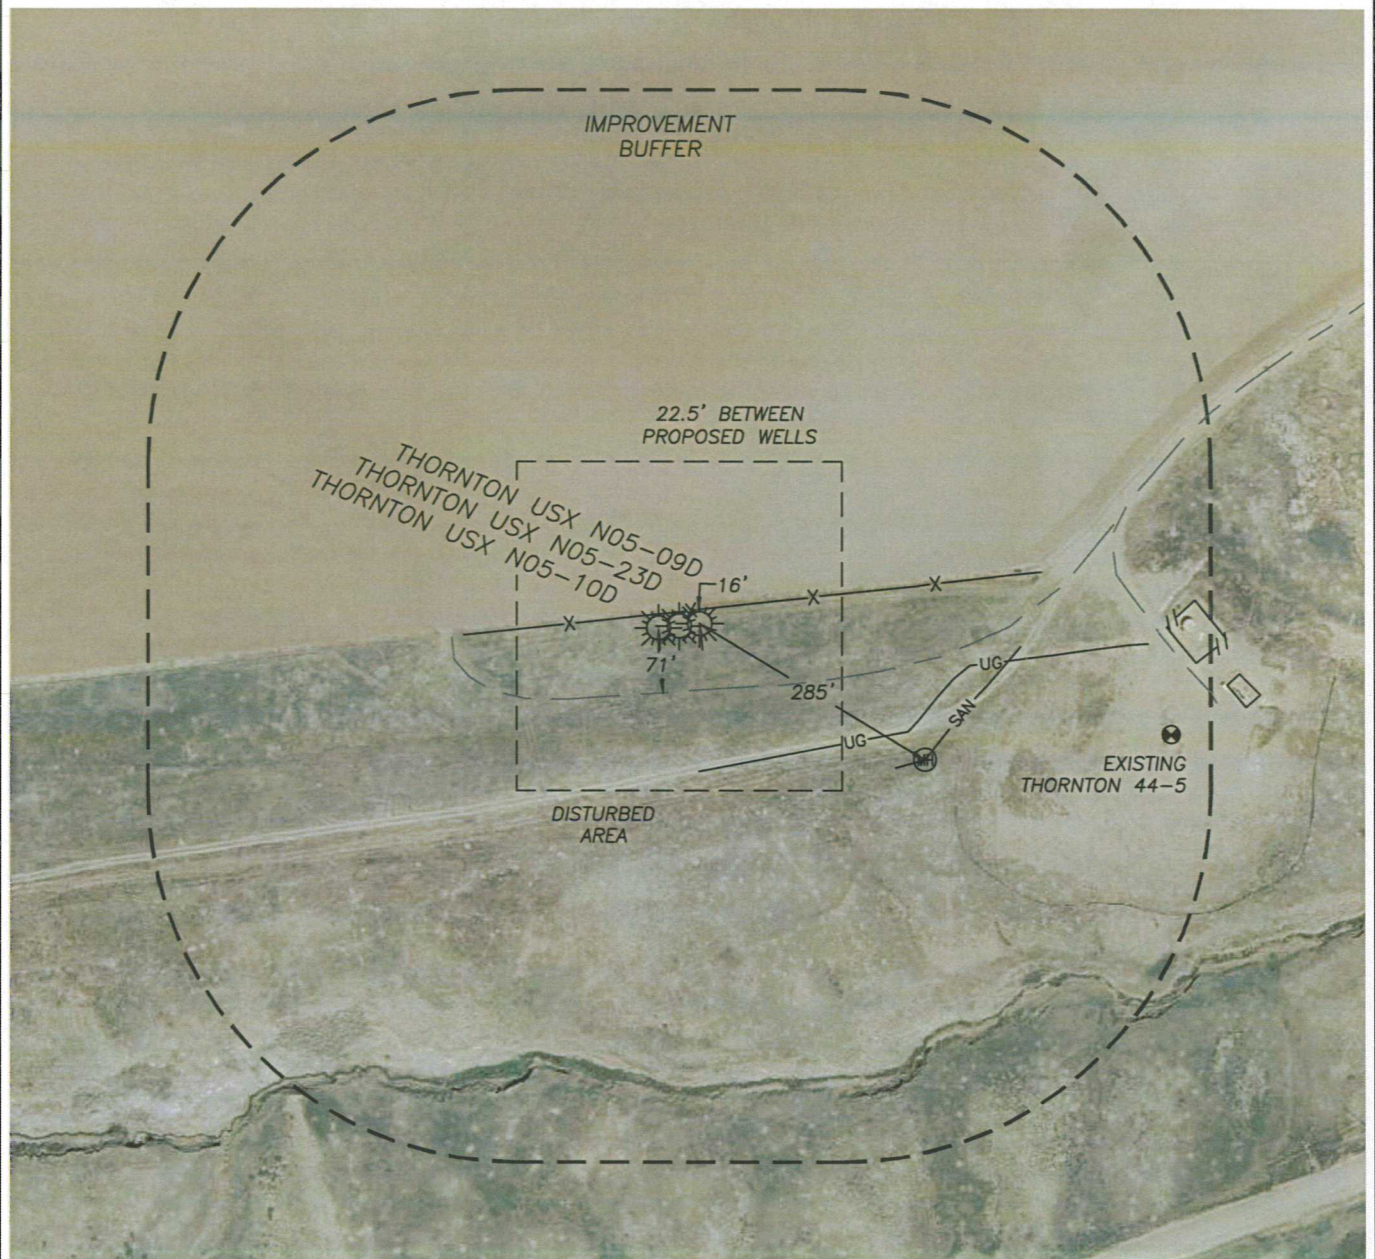 IMPROVEMENT
BUFFER
22.5' BETWEEN
PROPOSED WELLS
THORNTON USX N05-09D
THORNTON USX N05-23D
THORNTON USX N05-10D
16'
X
X
X
X
71'
285'
UG
SAN
UG
MH
EXISTING
THORNTON 44-5
DISTURBED
AREA